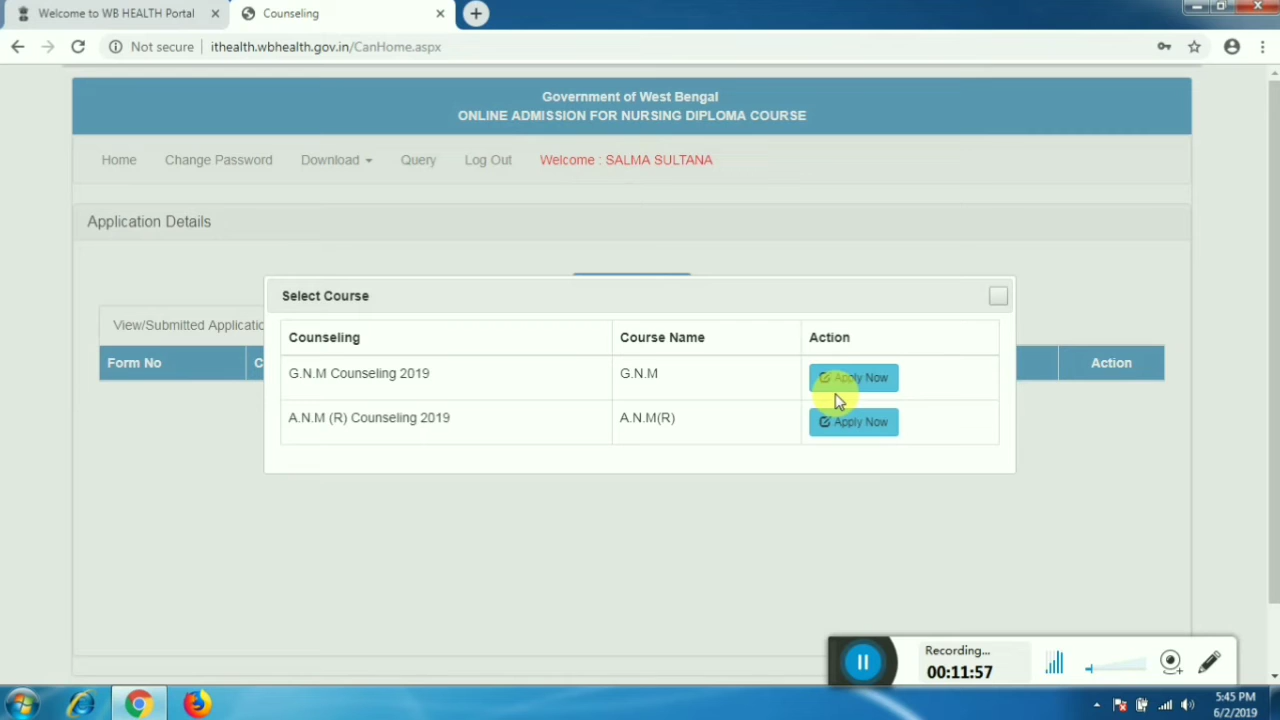 Welcome to WB HEALTH Portal
Counseling
Not secure
ithealth.wbhealth.gov.in/CanHome.aspx
Government of West Bengal
ONLINE ADMISSION FOR NURSING DIPLOMA COURSE
Home Change Password Download Query Log Out Welcome : SALMA SULTANA
Application Details
Select Course
View/Submitted Applicatio
Counseling Course Name Action
Form No C Action
G.N.M Counseling 2019 G.N.M Apply Now
A.N.M (R) Counseling 2019 A.N.M(R) Apply Now
Recording...
00:11:57
5:45 PM
6/2/2019